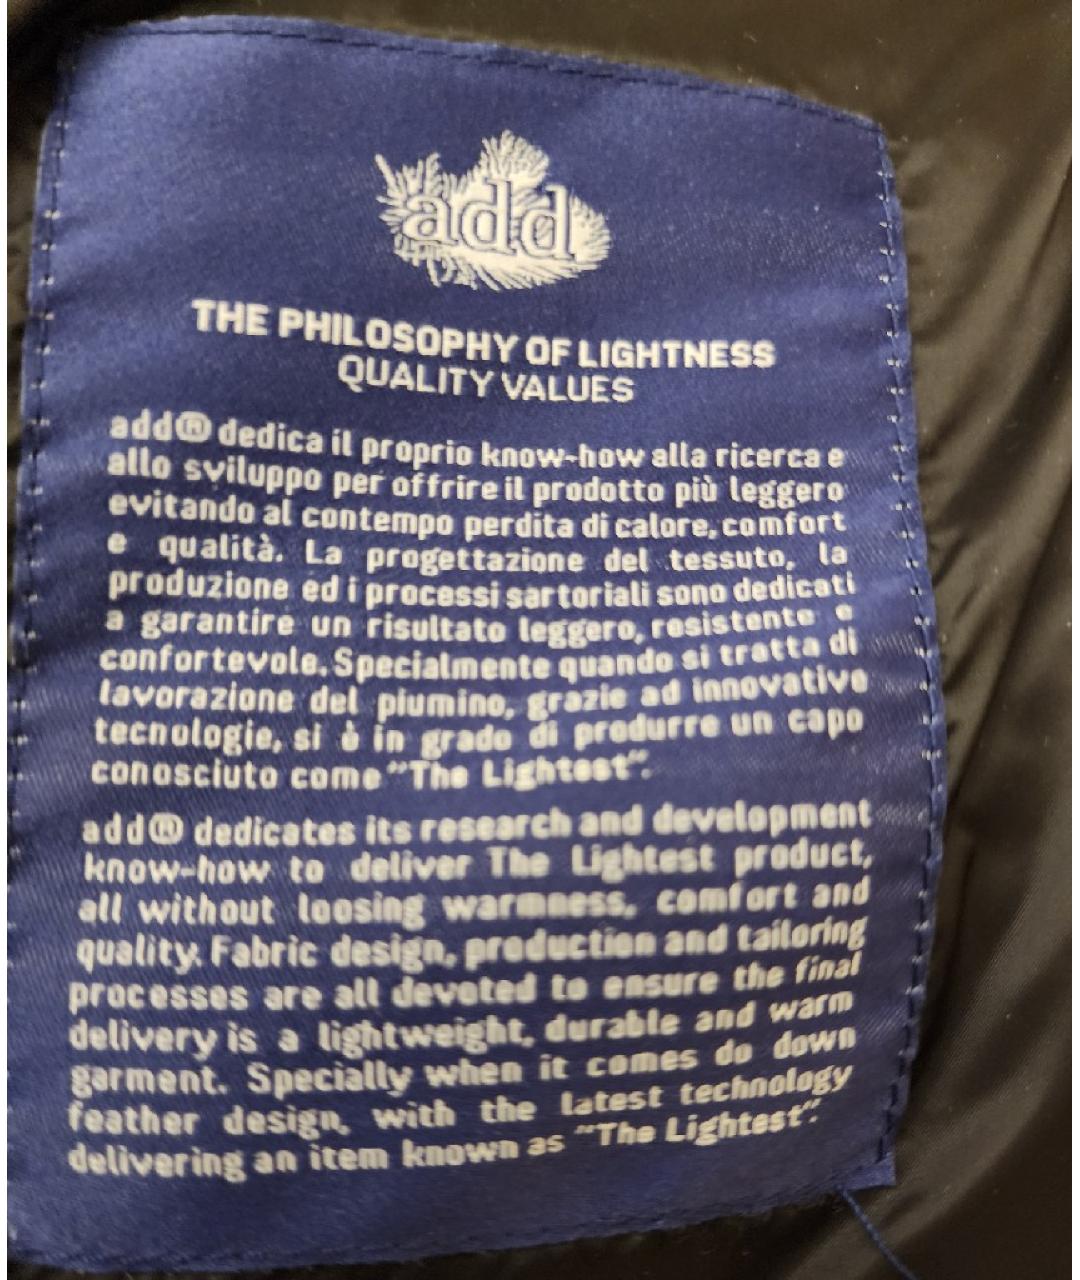 add
THE PHILOSOPHY OF LIGHTNESS
QUALITY VALUES
add® dedica il proprio know-how alla ricerca e
allo sviluppo per offrire il prodotto più leggero
evitando al contempo perdita di calore, comfort
e qualità. La progettazione del tessuto, la
produzione ed i processi sartoriali sono dedicati
a garantire un risultato leggero, resistente e
confortevole. Specialmente quando si tratta di
lavorazione del piumino, grazie ad innovative
tecnologie, si è in grado di produrre un capo
conosciuto come "The Lightest".
add® dedicates its research and development
know-how to deliver The Lightest product,
all without loosing warmness, comfort and
quality. Fabric design, production and tailoring
processes are all devoted to ensure the final
delivery is a lightweight, durable and warm
garment. Specially when it comes do down
feather design, with the latest technology
delivering an item known as "The Lightest".